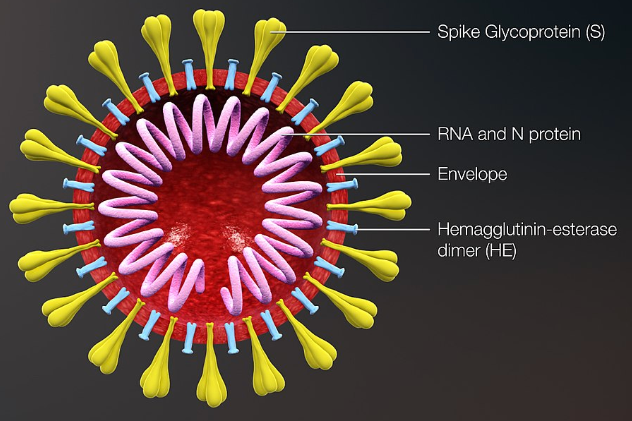 Spike Glycoprotein (S)
RNA and N protein
Envelope
Hemagglutinin-esterase
dimer (HE)